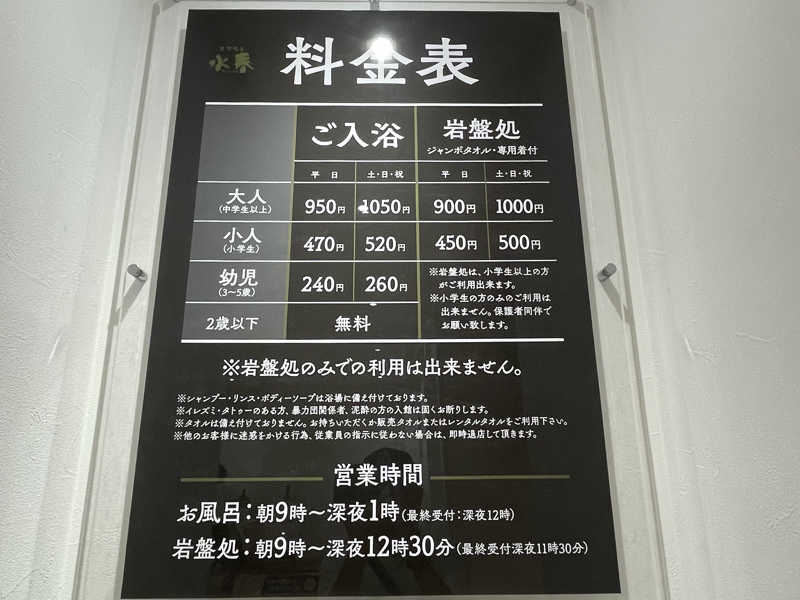 水春
料金表
ご入浴 岩盤処
ジャンボタオル・専用着付
平日 土・日・祝 平日 土・日・祝
大人 950円 1050円 900円 1000円
(中学生以上)
小人 470円 520円 450円 500円
(小学生)
幼児 240円 260円
(3〜5歳)
※岩盤処は、小学生以上の方
がご利用出来ます。
※小学生の方のみのご利用は
出来ません。保護者同伴で
お願い致します。
2歳以下 無料
※岩盤処のみでの利用は出来ません。
※シャンプー・リンス・ボディーソープは浴場に備え付けております。
※イレズミ・タトゥーのある方、暴力団関係者、泥酔の方の入館は固くお断りします。
※タオルは備え付けておりません。お持ちいただくか販売タオルまたはレンタルタオルをご利用下さい。
※他のお客様に迷惑をかける行為、従業員の指示に従わない場合は、即時退店して頂きます。
営業時間
お風呂:朝9時〜深夜1時(最終受付:深夜12時)
岩盤処:朝9時〜深夜12時30分(最終受付深夜11時30分)